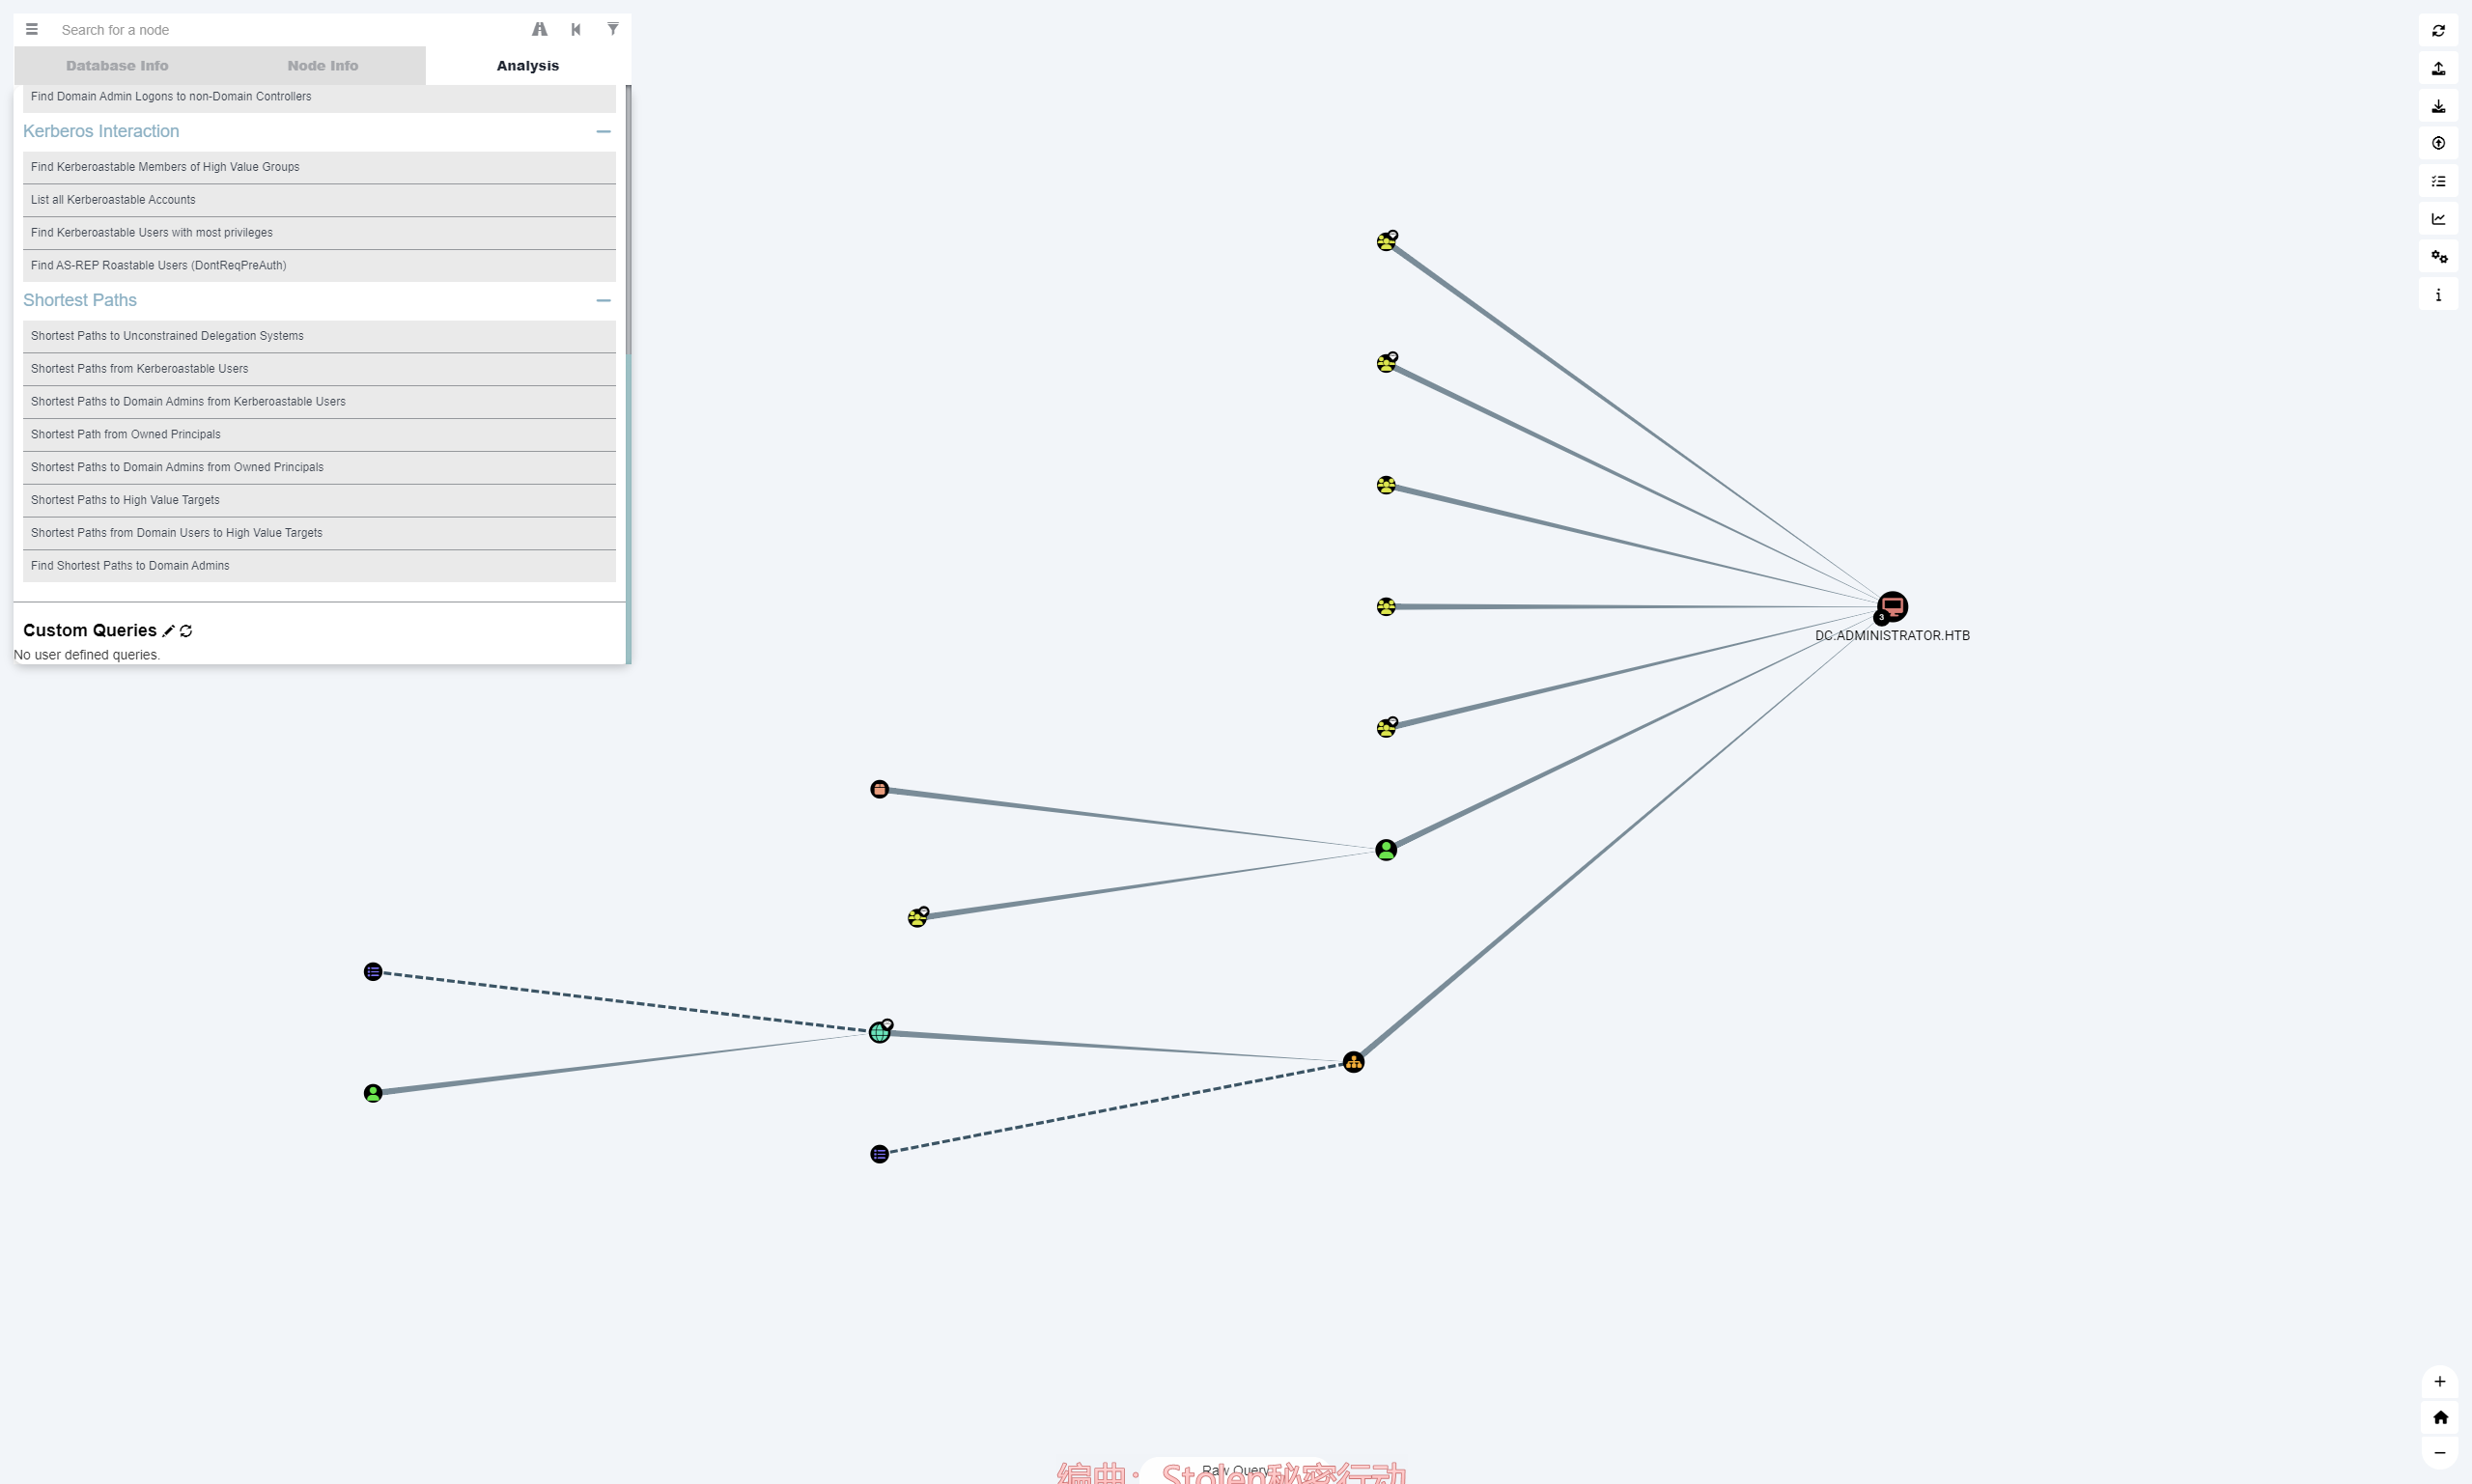 Search for a node
Database Info
Node Info
Analysis
Find Domain Admin Logons to non-Domain Controllers
Kerberos Interaction
Find Kerberoastable Members of High Value Groups
List all Kerberoastable Accounts
Find Kerberoastable Users with most privileges
Find AS-REP Roastable Users (DontReqPreAuth)
Shortest Paths
Shortest Paths to Unconstrained Delegation Systems
Shortest Paths from Kerberoastable Users
Shortest Paths to Domain Admins from Kerberoastable Users
Shortest Path from Owned Principals
Shortest Paths to Domain Admins from Owned Principals
Shortest Paths to High Value Targets
Shortest Paths from Domain Users to High Value Targets
Find Shortest Paths to Domain Admins
Custom Queries
No user defined queries.
3
DC.ADMINISTRATOR.HTB
Raw Query
编曲：Stolen秘密行动